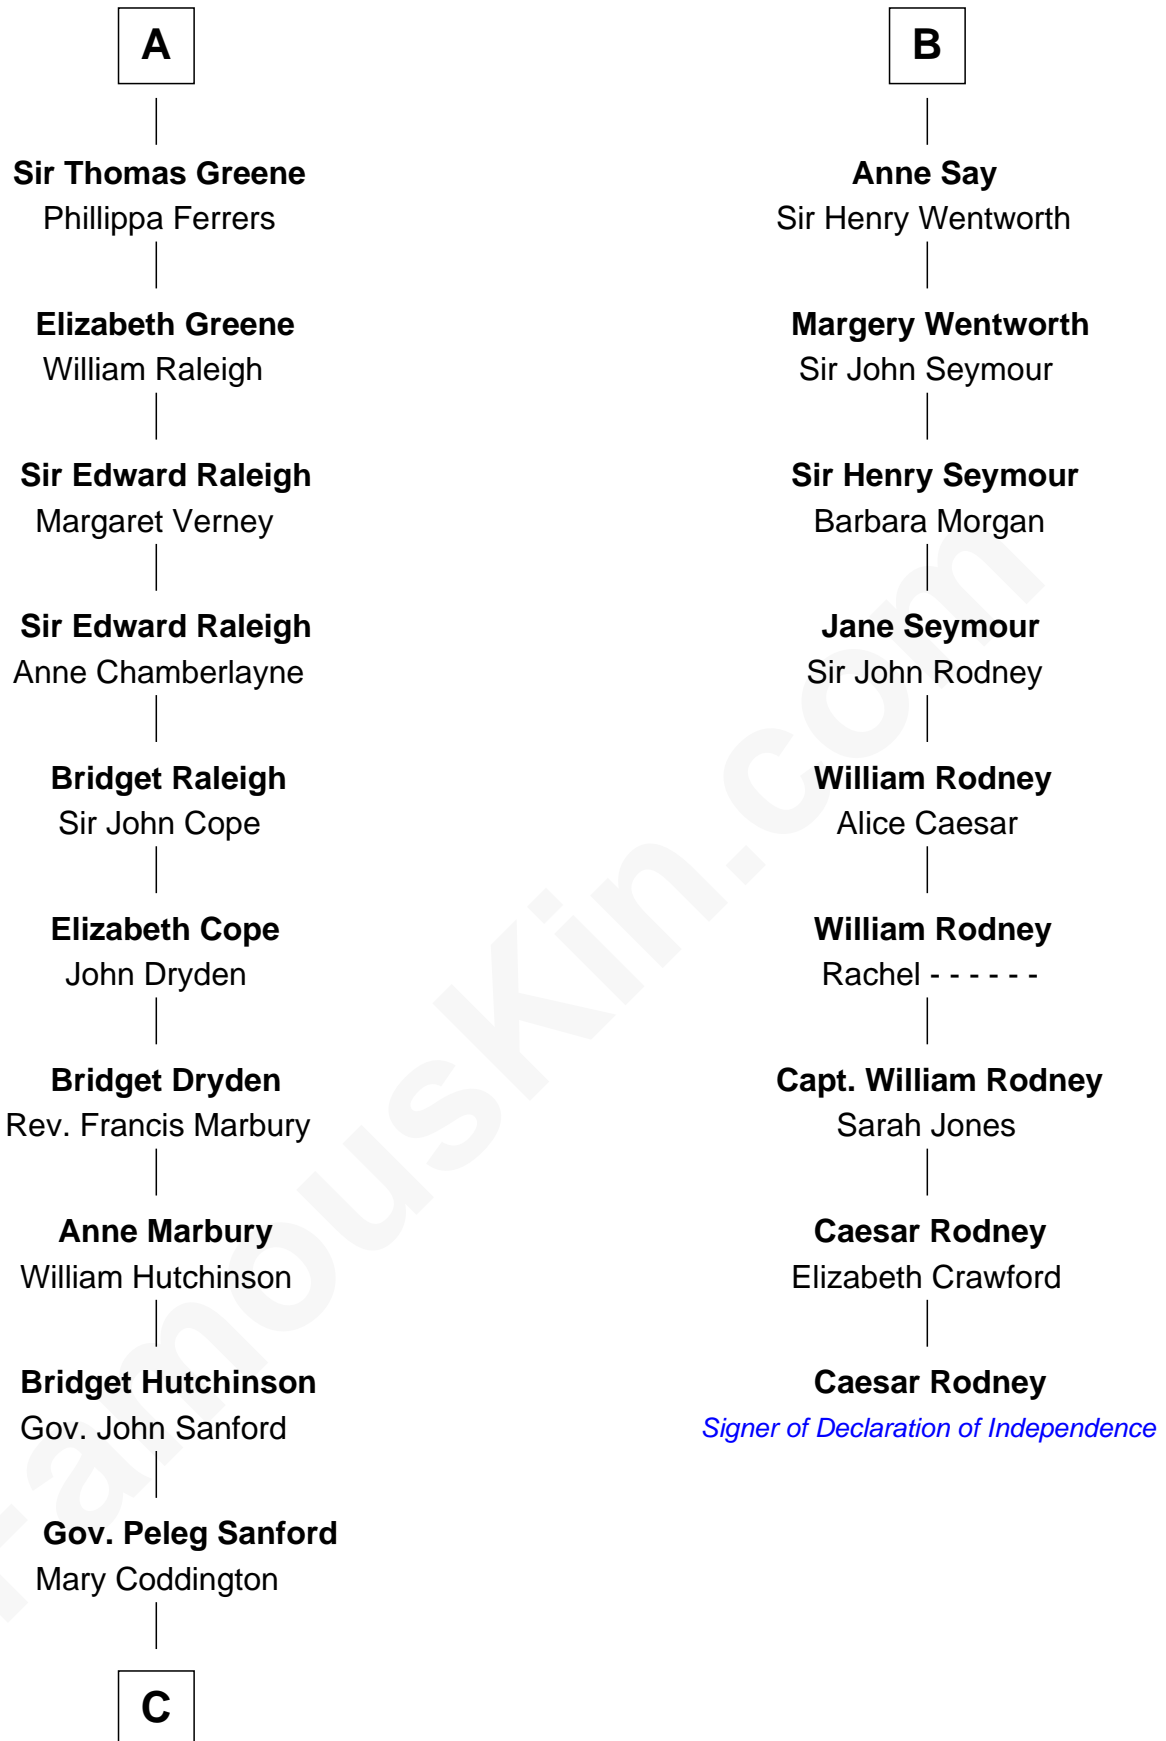 A
Sir Thomas Greene
Phillippa Ferrers
Elizabeth Greene
William Raleigh
Sir Edward Raleigh
Margaret Verney
Sir Edward Raleigh
Anne Chamberlayne
Bridget Raleigh
Sir John Cope
Elizabeth Cope
John Dryden
Bridget Dryden
Rev. Francis Marbury
Anne Marbury
William Hutchinson
Bridget Hutchinson
Gov. John Sanford
Gov. Peleg Sanford
Mary Coddington
C
B
Anne Say
Sir Henry Wentworth
Margery Wentworth
Sir John Seymour
Sir Henry Seymour
Barbara Morgan
Jane Seymour
Sir John Rodney
William Rodney
Alice Caesar
William Rodney
Rachel - - - - - -
Capt. William Rodney
Sarah Jones
Caesar Rodney
Elizabeth Crawford
Caesar Rodney
Signer of Declaration of Independence
FamousKin.com